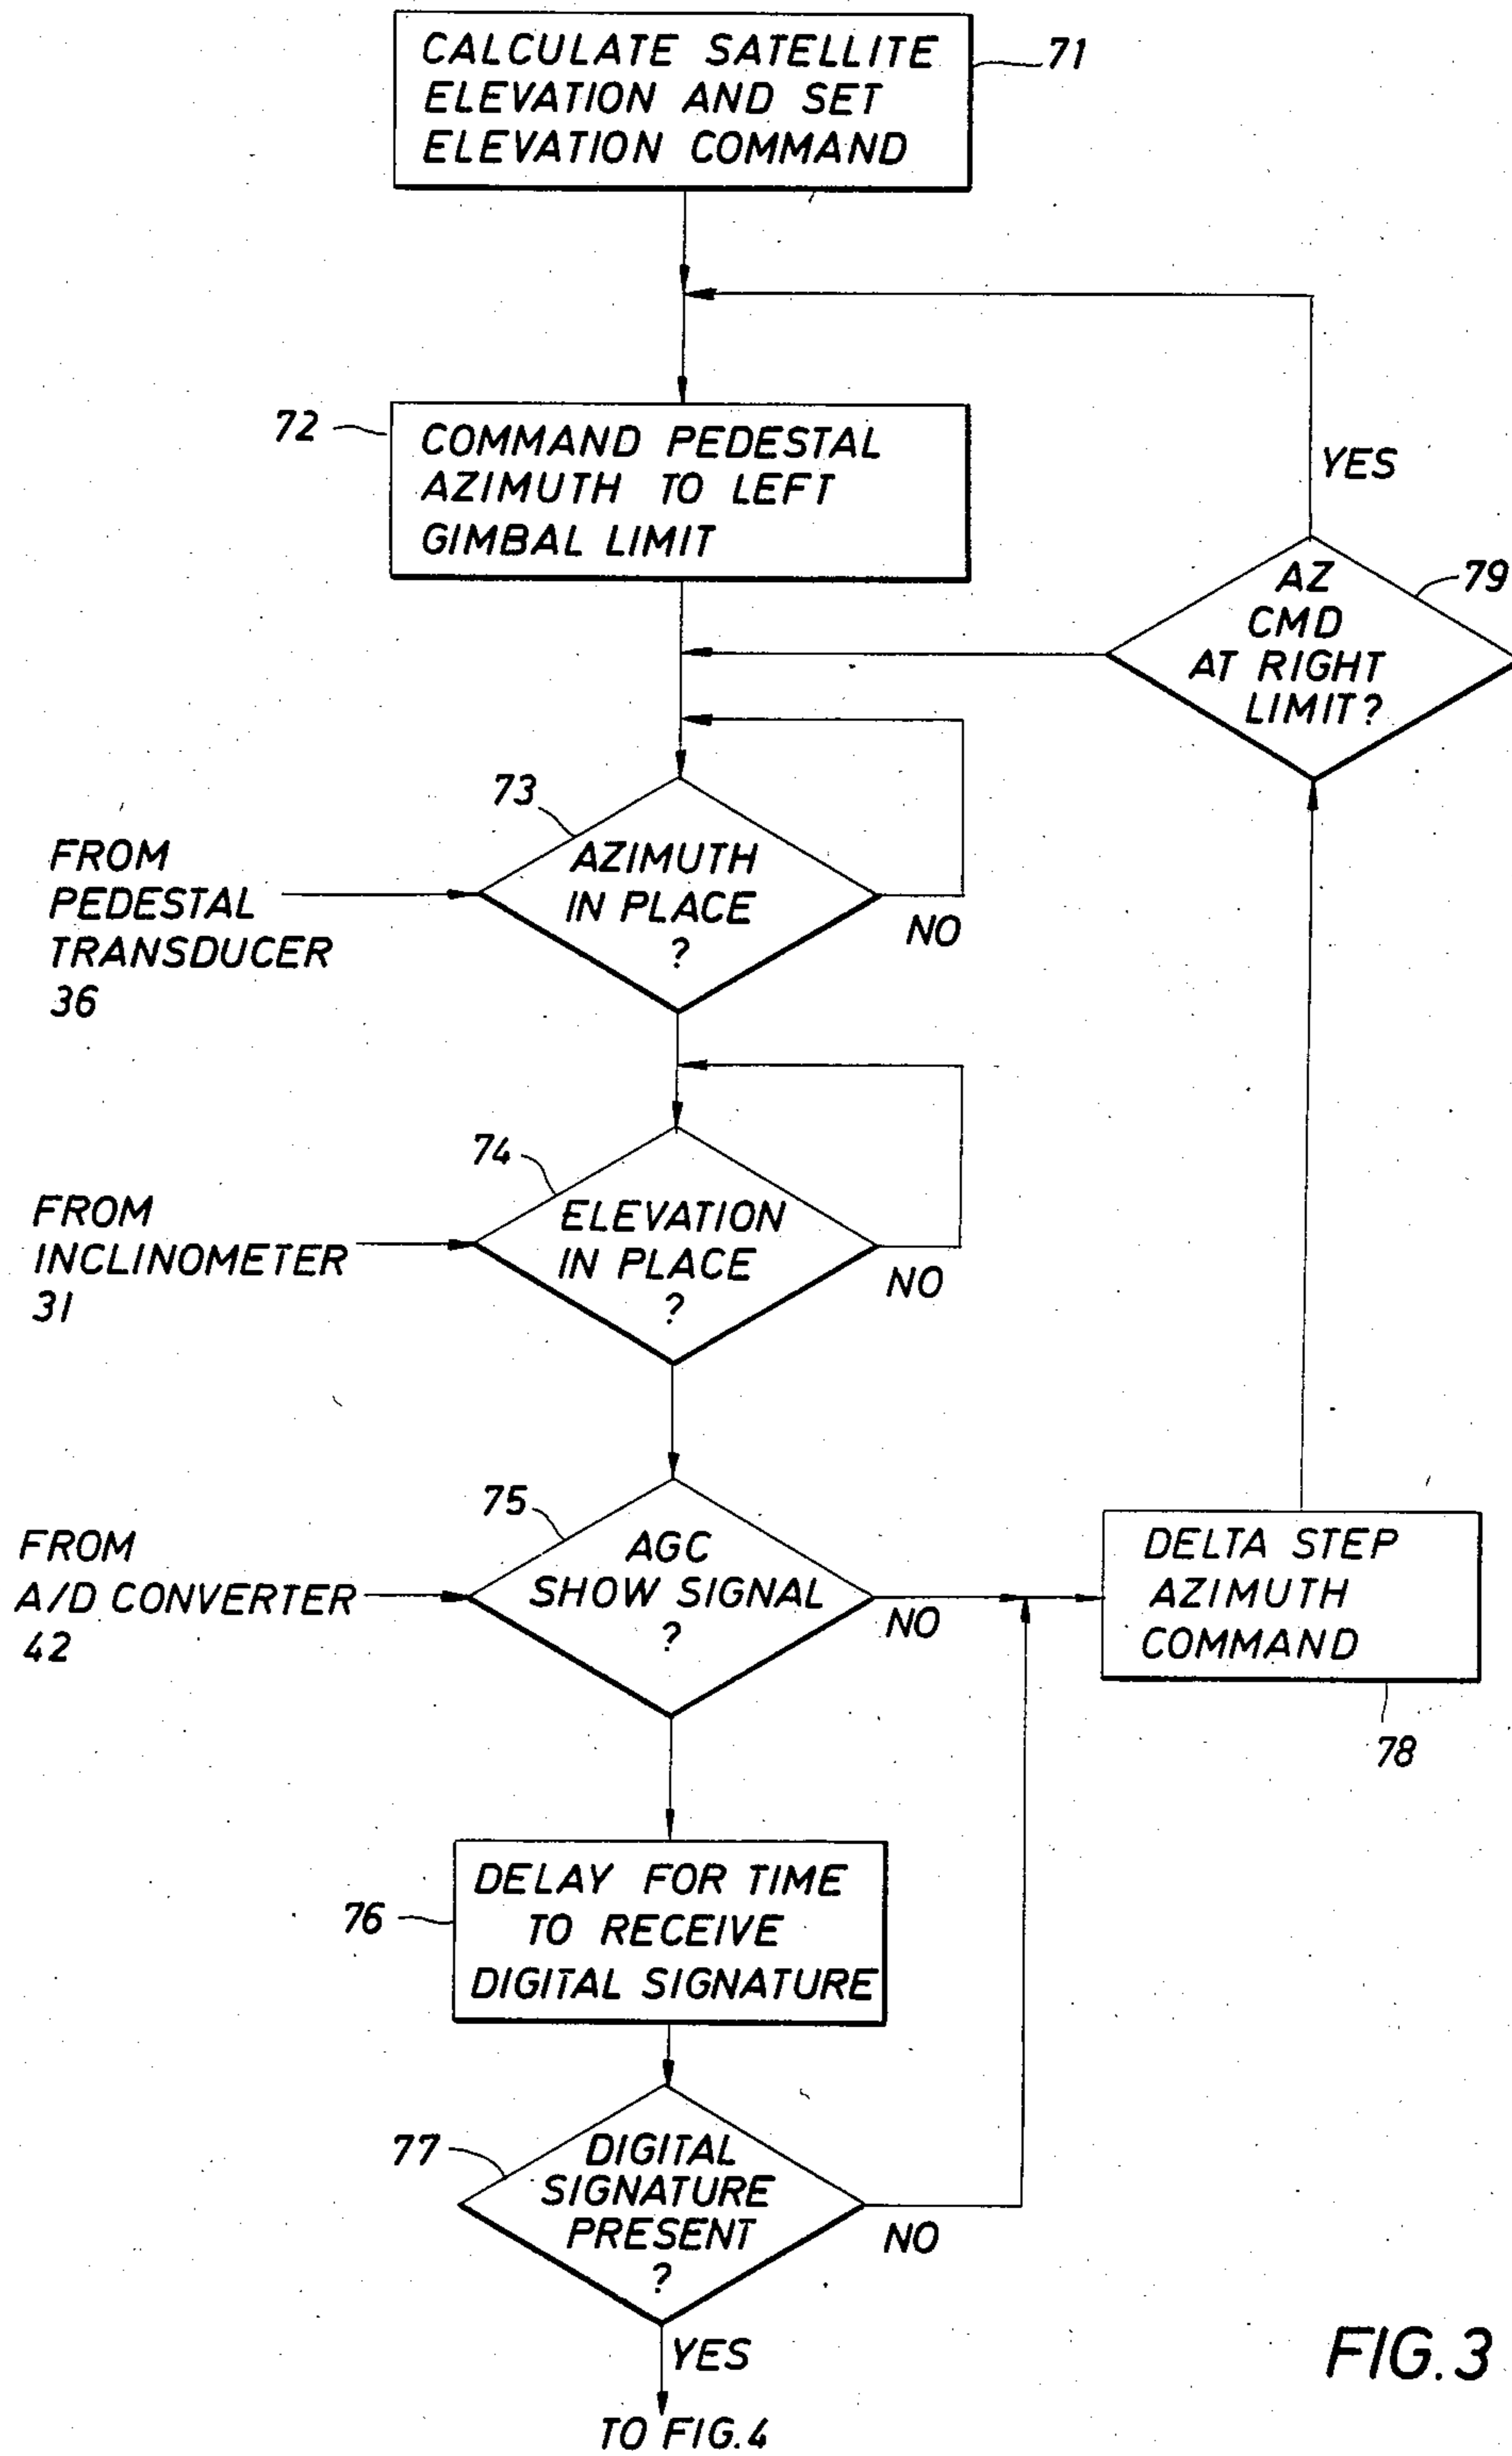 CALCULATE SATELLITE
ELEVATION AND SET
ELEVATION COMMAND
71
72
COMMAND PEDESTAL
AZIMUTH TO LEFT
GIMBAL LIMIT
YES
AZ
CMD
AT RIGHT
LIMIT?
79
73
AZIMUTH
IN PLACE
?
NO
FROM
PEDESTAL
TRANSDUCER
36
74
ELEVATION
IN PLACE
?
NO
FROM
INCLINOMETER
31
75
AGC
SHOW SIGNAL
?
NO
FROM
A/D CONVERTER
42
DELTA STEP
AZIMUTH
COMMAND
78
76
DELAY FOR TIME
TO RECEIVE
DIGITAL SIGNATURE
77
DIGITAL
SIGNATURE
PRESENT
?
NO
YES
TO FIG.4
FIG.3